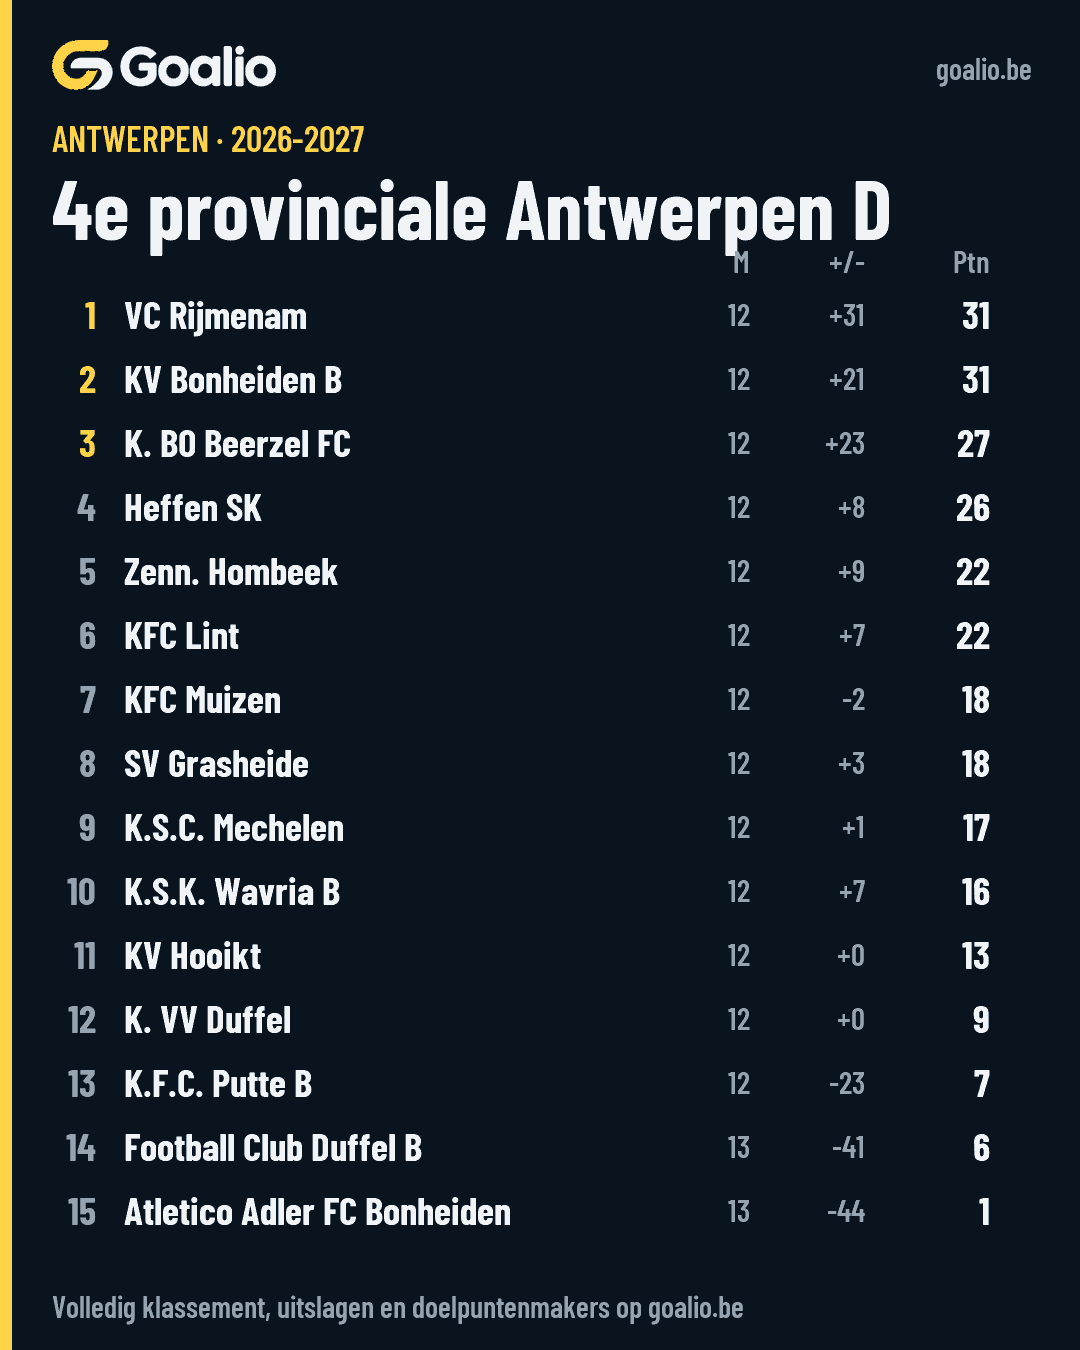 Goalio
goalio.be
ANTWERPEN · 2026-2027
4e provinciale Antwerpen D
M +/- Ptn
1 VC Rijmenam 12 +31 31
2 KV Bonheiden B 12 +21 31
3 K. BO Beerzel FC 12 +23 27
4 Heffen SK 12 +8 26
5 Zenn. Hombeek 12 +9 22
6 KFC Lint 12 +7 22
7 KFC Muizen 12 -2 18
8 SV Grasheide 12 +3 18
9 K.S.C. Mechelen 12 +1 17
10 K.S.K. Wavria B 12 +7 16
11 KV Hooikt 12 +0 13
12 K. VV Duffel 12 +0 9
13 K.F.C. Putte B 12 -23 7
14 Football Club Duffel B 13 -41 6
15 Atletico Adler FC Bonheiden 13 -44 1
Volledig klassement, uitslagen en doelpuntenmakers op goalio.be